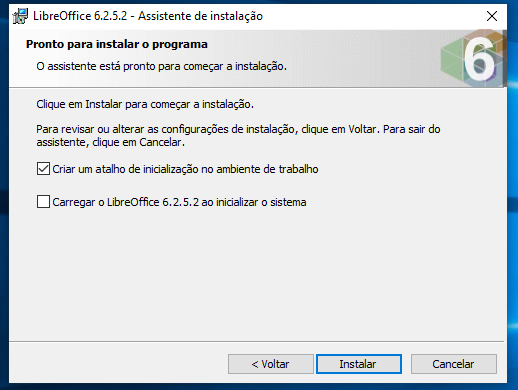 LibreOffice 6.2.5.2 - Assistente de instalação
Pronto para instalar o programa
O assistente está pronto para começar a instalação.
6
Clique em Instalar para começar a instalação.
Para revisar ou alterar as configurações de instalação, clique em Voltar. Para sair do
assistente, clique em Cancelar.
Criar um atalho de inicialização no ambiente de trabalho
Carregar o LibreOffice 6.2.5.2 ao inicializar o sistema
< Voltar
Instalar
Cancelar